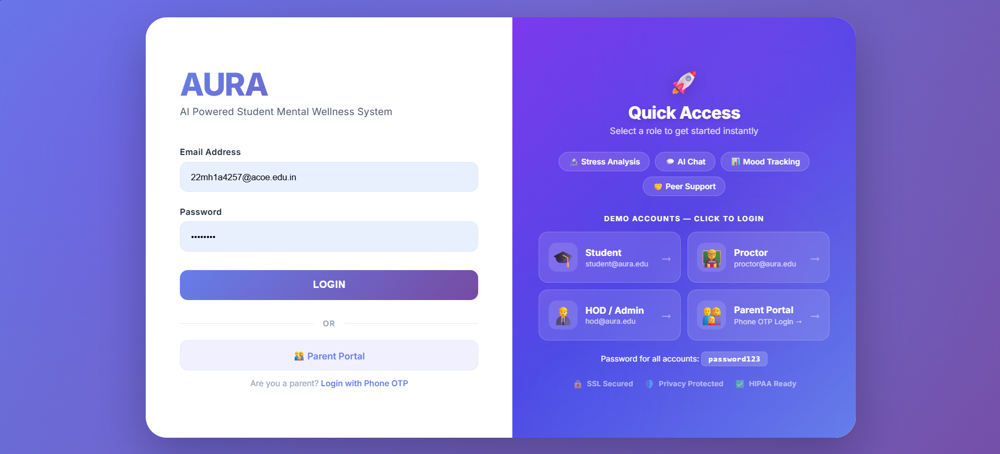 AURA
AI Powered Student Mental Wellness System
Email Address
22mh1a4257@acoe.edu.in
Password
••••••••
LOGIN
OR
Parent Portal
Are you a parent? Login with Phone OTP
Quick Access
Select a role to get started instantly
Stress Analysis
AI Chat
Mood Tracking
Peer Support
DEMO ACCOUNTS — CLICK TO LOGIN
Student
student@aura.edu
→
Proctor
proctor@aura.edu
→
HOD / Admin
hod@aura.edu
→
Parent Portal
Phone OTP Login →
→
Password for all accounts: password123
SSL Secured
Privacy Protected
HIPAA Ready